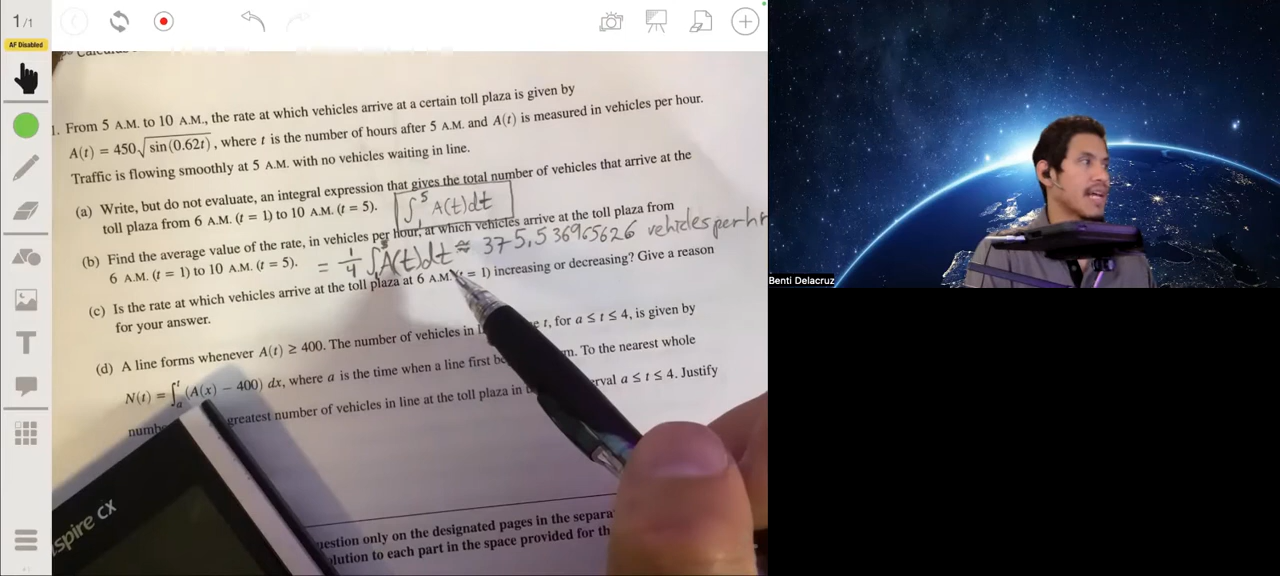 1/1
AF Disabled
1. From 5 A.M. to 10 A.M., the rate at which vehicles arrive at a certain toll plaza is given by
A(t) = 450√sin(0.62t), where t is the number of hours after 5 A.M. and A(t) is measured in vehicles per hour.
Traffic is flowing smoothly at 5 A.M. with no vehicles waiting in line.
(a) Write, but do not evaluate, an integral expression that gives the total number of vehicles that arrive at the
toll plaza from 6 A.M. (t = 1) to 10 A.M. (t = 5). ∫₁⁵ A(t)dt
(b) Find the average value of the rate, in vehicles per hour, at which vehicles arrive at the toll plaza from
6 A.M. (t = 1) to 10 A.M. (t = 5). = 1/4 ∫₁⁵ A(t)dt ≈ 375.536965626 vehicles per hr
(c) Is the rate at which vehicles arrive at the toll plaza at 6 A.M. (t = 1) increasing or decreasing? Give a reason
for your answer.
(d) A line forms whenever A(t) ≥ 400. The number of vehicles in t, for a ≤ t ≤ 4, is given by
N(t) = ∫ₐᵗ (A(x) − 400) dx, where a is the time when a line first To the nearest whole
greatest number of vehicles in line at the toll plaza in a ≤ t ≤ 4. Justify
spire CX
only on the designated pages in the
to each part in the space provided for
T
Benti Delacruz